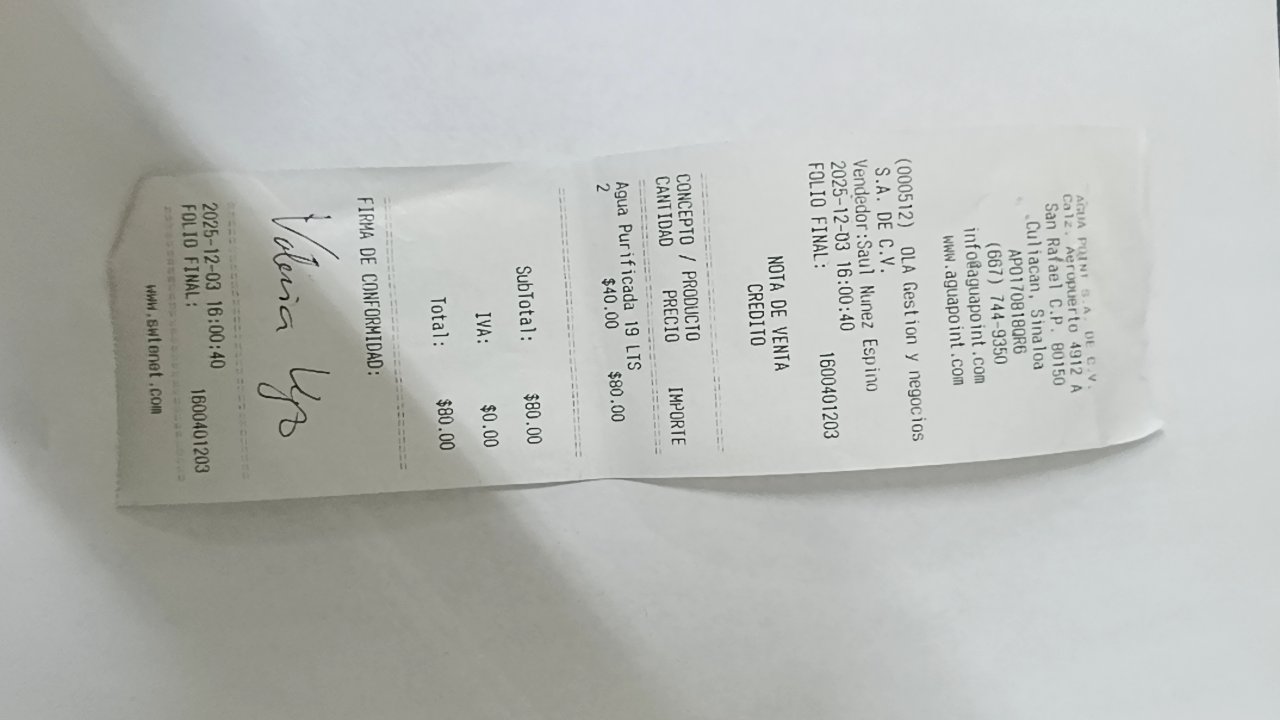 AGUA POINT S.A. DE C.V.
Calz. Aeropuerto 4912 A
San Rafael C.P. 80150
Culiacan, Sinaloa
APO170818QR6
(667) 744-9350
info@aguapoint.com
www.aguapoint.com
(000512) OLA Gestion y negocios
S.A. DE C.V.
Vendedor:Saul Nunez Espino
2025-12-03 16:00:40
FOLIO FINAL: 1600401203
NOTA DE VENTA
CREDITO
CONCEPTO / PRODUCTO
CANTIDAD PRECIO IMPORTE
Agua Purificada 19 LTS
2 $40.00 $80.00
SubTotal: $80.00
IVA: $0.00
Total: $80.00
FIRMA DE CONFORMIDAD:
Valeria
2025-12-03 16:00:40
FOLIO FINAL: 1600401203
www.ewtonet.com